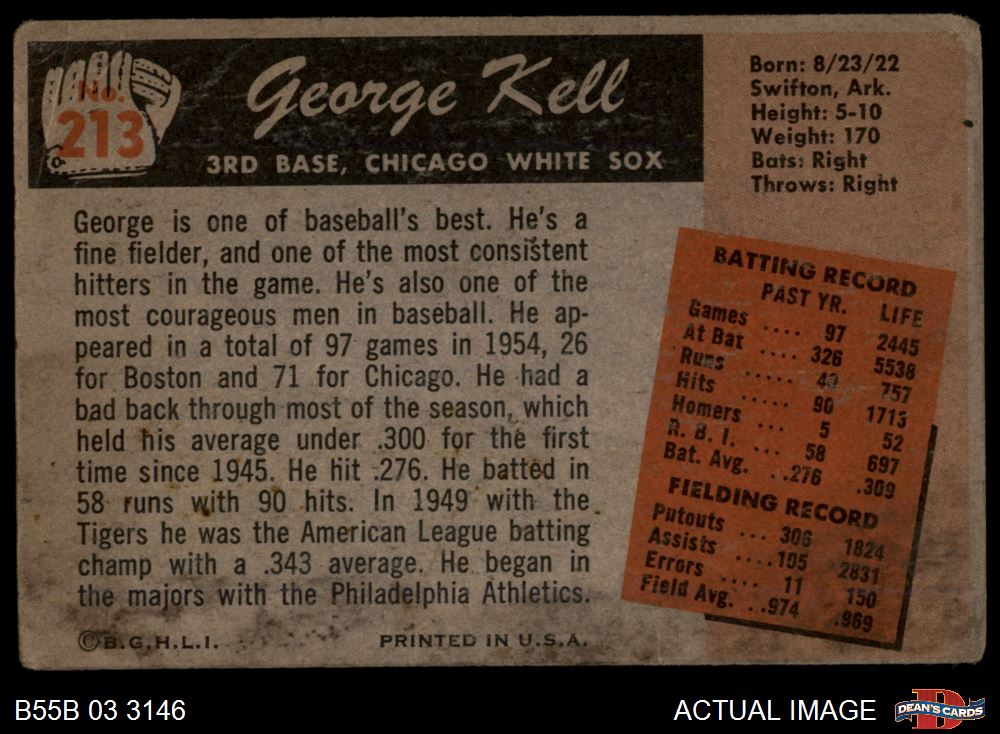 No.
213
George Kell
3RD BASE, CHICAGO WHITE SOX
Born: 8/23/22
Swifton, Ark.
Height: 5-10
Weight: 170
Bats: Right
Throws: Right
George is one of baseball's best. He's a
fine fielder, and one of the most consistent
hitters in the game. He's also one of the
most courageous men in baseball. He ap-
peared in a total of 97 games in 1954, 26
for Boston and 71 for Chicago. He had a
bad back through most of the season, which
held his average under .300 for the first
time since 1945. He hit .276. He batted in
58 runs with 90 hits. In 1949 with the
Tigers he was the American League batting
champ with a .343 average. He began in
the majors with the Philadelphia Athletics.
BATTING RECORD
PAST YR. LIFE
Games .... 97 2445
At Bat .... 326 5538
Runs ..... 40 757
Hits ..... 90 1713
Homers ... 5 52
R. B. I. ... 58 697
Bat. Avg. ..276 .309
FIELDING RECORD
Putouts ... 306 1824
Assists ....195 2831
Errors .... 11 150
Field Avg. ..974 .969
©B.G.H.L.I. PRINTED IN U.S.A.
B55B 03 3146
ACTUAL IMAGE
DEAN'S CARDS